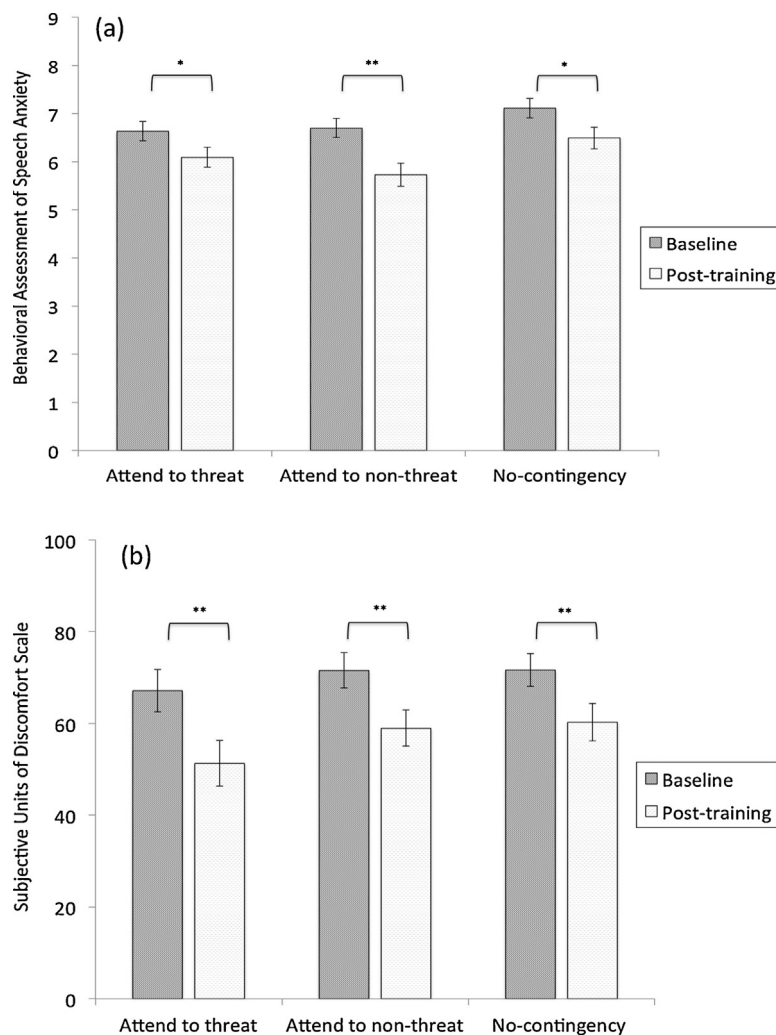 (a)
Behavioral Assessment of Speech Anxiety
9
8
7
6
5
4
3
2
1
0
*
**
*
Attend to threat
Attend to non-threat
No-contingency
Baseline
Post-training
(b)
Subjective Units of Discomfort Scale
100
80
60
40
20
0
**
**
**
Attend to threat
Attend to non-threat
No-contingency
Baseline
Post-training